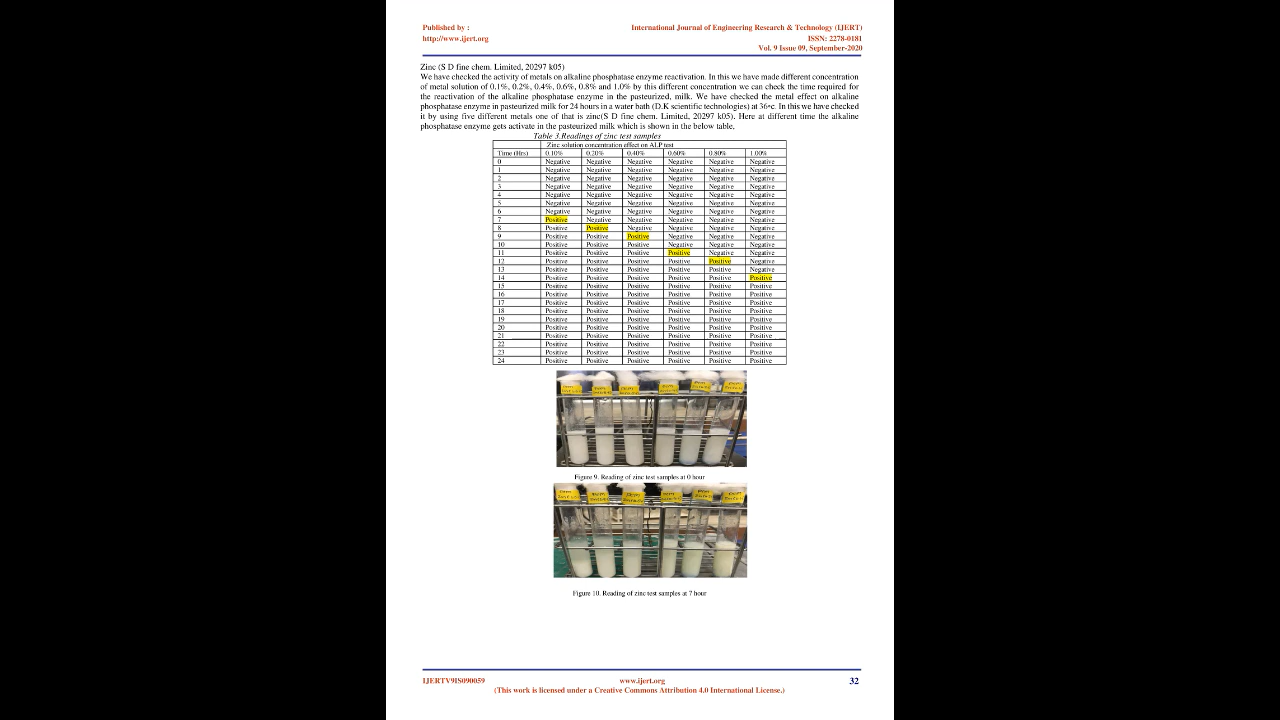 Published by :
International Journal of Engineering Research & Technology (IJERT)
http://www.ijert.org
ISSN: 2278-0181
Vol. 9 Issue 09, September-2020
Zinc (S D fine chem. Limited, 20297 k05)
We have checked the activity of metals on alkaline phosphatase enzyme reactivation. In this we have made different concentration
of metal solution of 0.1%, 0.2%, 0.4%, 0.6%, 0.8% and 1.0% by this different concentration we can check the time required for
the reactivation of the alkaline phosphatase enzyme in the pasteurized, milk. We have checked the metal effect on alkaline
phosphatase enzyme in pasteurized milk for 24 hours in a water bath (D.K scientific technologies) at 36◦c. In this we have checked
it by using five different metals one of that is zinc(S D fine chem. Limited, 20297 k05). Here at different time the alkaline
phosphatase enzyme gets activate in the pasteurized milk which is shown in the below table,
Table 3.Readings of zinc test samples
Zinc solution concentration effect on ALP test
Time (Hrs) 0.10% 0.20% 0.40% 0.60% 0.80% 1.00%
0 Negative Negative Negative Negative Negative Negative
1 Negative Negative Negative Negative Negative Negative
2 Negative Negative Negative Negative Negative Negative
3 Negative Negative Negative Negative Negative Negative
4 Negative Negative Negative Negative Negative Negative
5 Negative Negative Negative Negative Negative Negative
6 Negative Negative Negative Negative Negative Negative
7 Positive Negative Negative Negative Negative Negative
8 Positive Positive Negative Negative Negative Negative
9 Positive Positive Positive Negative Negative Negative
10 Positive Positive Positive Negative Negative Negative
11 Positive Positive Positive Positive Negative Negative
12 Positive Positive Positive Positive Positive Negative
13 Positive Positive Positive Positive Positive Negative
14 Positive Positive Positive Positive Positive Positive
15 Positive Positive Positive Positive Positive Positive
16 Positive Positive Positive Positive Positive Positive
17 Positive Positive Positive Positive Positive Positive
18 Positive Positive Positive Positive Positive Positive
19 Positive Positive Positive Positive Positive Positive
20 Positive Positive Positive Positive Positive Positive
21 Positive Positive Positive Positive Positive Positive
22 Positive Positive Positive Positive Positive Positive
23 Positive Positive Positive Positive Positive Positive
24 Positive Positive Positive Positive Positive Positive
Figure 9. Reading of zinc test samples at 0 hour
Figure 10. Reading of zinc test samples at 7 hour
IJERTV9IS090059
www.ijert.org
32
(This work is licensed under a Creative Commons Attribution 4.0 International License.)